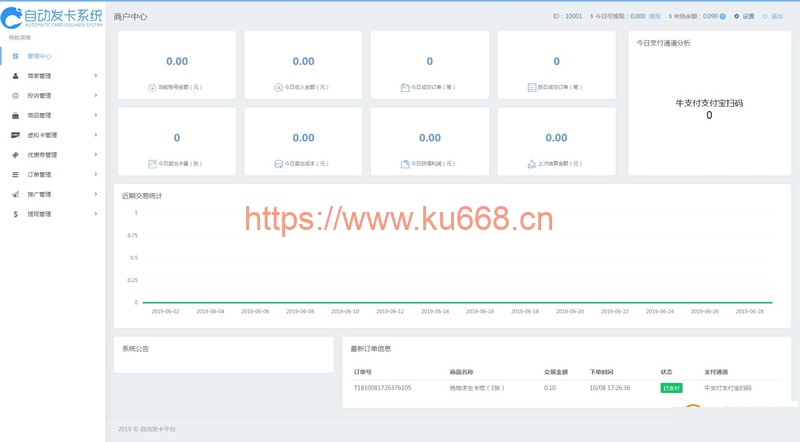 自动发卡系统
AUTOMATIC CARD ISSUANCE SYSTEM
商户中心
ID：10001 $ 今日可提现：0.000 提现 $ 未结余额：0.090 设置 退出
导航菜单
管理中心
商家管理
投诉管理
商品管理
虚拟卡管理
优惠券管理
订单管理
推广管理
提现管理
0.00
当前账号金额（元）
0.00
今日收入金额（元）
0
今日成交订单（笔）
0
昨日成交订单（笔）
0
今日卖出卡量（张）
0.00
今日卖出成本（元）
0.00
今日获得利润（元）
0.00
上次结算金额（元）
今日支付通道分析
牛支付支付宝扫码
0
近期交易统计
https://www.ku668.cn
1
0.75
0.5
0.25
0
2019-06-02 2019-06-04 2019-06-06 2019-06-08 2019-06-10 2019-06-12 2019-06-14 2019-06-16 2019-06-18 2019-06-20 2019-06-22 2019-06-24 2019-06-26 2019-06-28
系统公告
最新订单信息
订单号 商品名称 交易金额 下单时间 状态 支付通道
T1810081726376105 绝地求生卡密（1张） 0.10 10/08 17:26:36 已支付 牛支付支付宝扫码
2019 © 自动发卡平台.